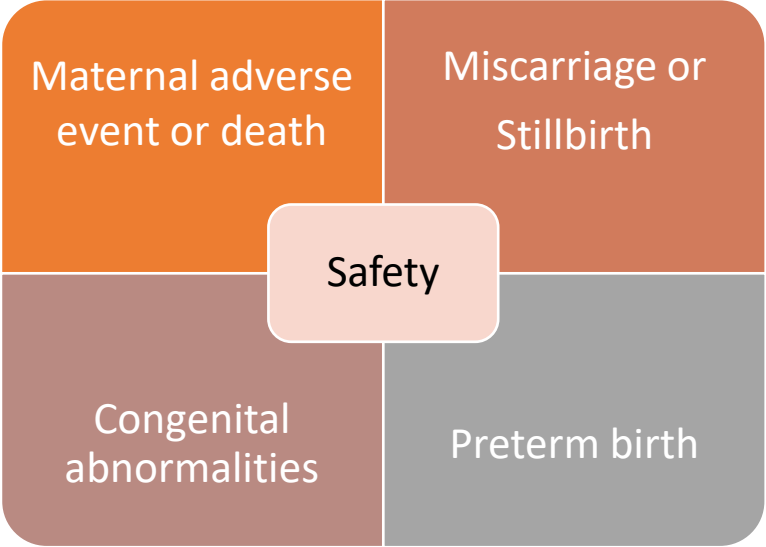 Maternal adverse
event or death
Miscarriage or
Stillbirth
Safety
Congenital
abnormalities
Preterm birth